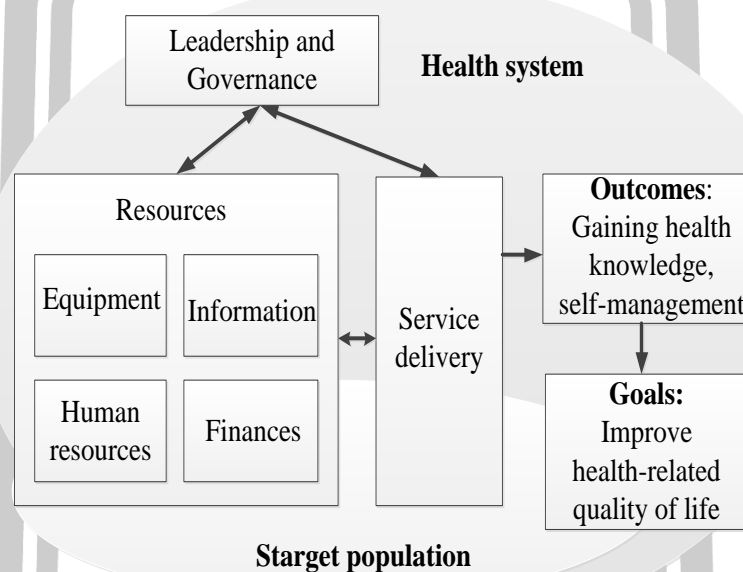 Leadership and
Governance
Health system
Resources
Equipment
Information
Human
resources
Finances
Service
delivery
Outcomes:
Gaining health
knowledge,
self-management
Goals:
Improve
health-related
quality of life
Starget population